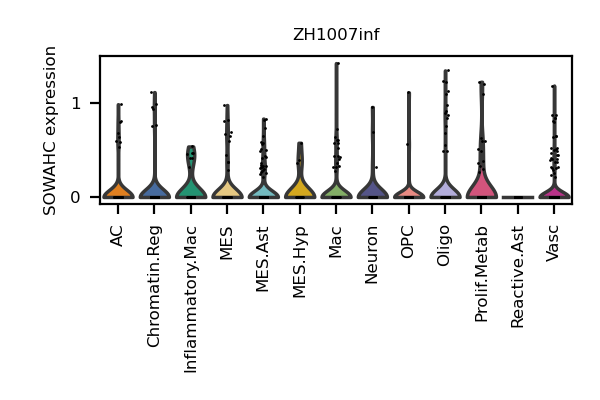 ZH1007inf
SOWAHC expression
1
0
AC
Chromatin.Reg
Inflammatory.Mac
MES
MES.Ast
MES.Hyp
Mac
Neuron
OPC
Oligo
Prolif.Metab
Reactive.Ast
Vasc